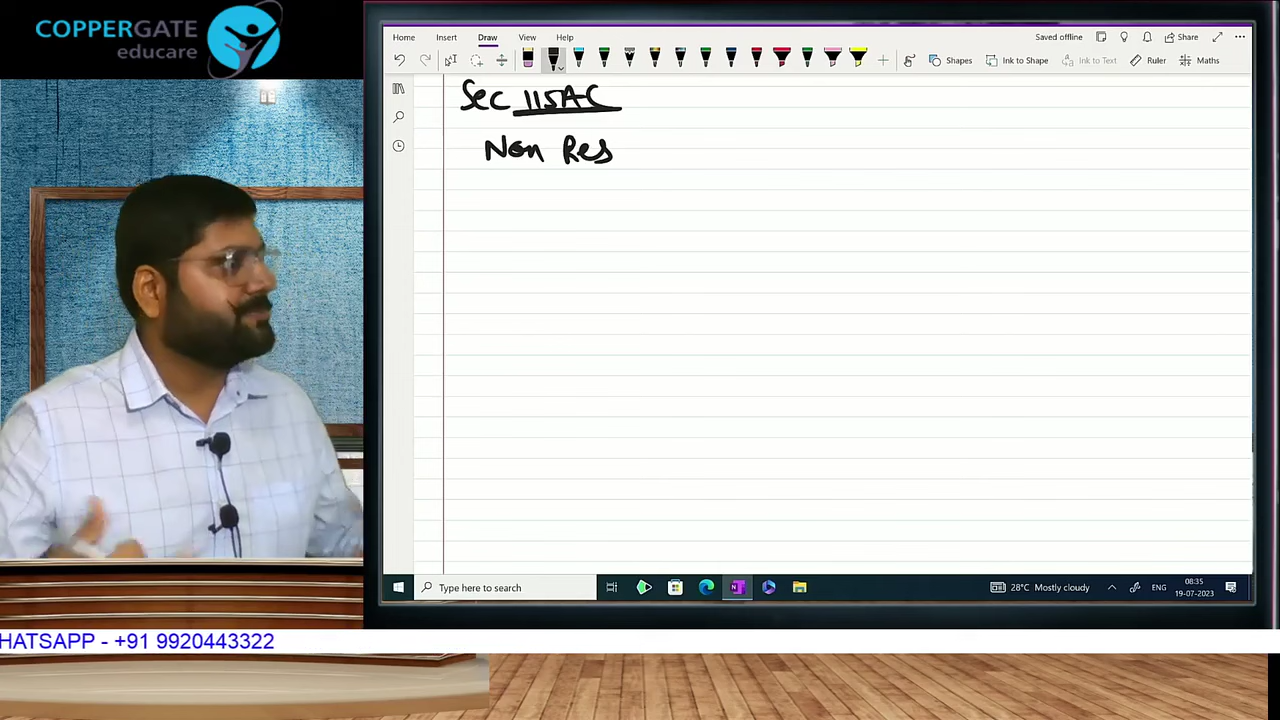 COPPERGATE
educare
Home Insert Draw View Help
Saved offline
Share
Shapes
Ink to Shape
Ink to Text
Ruler
Maths
Sec 115AC
Non Res
Type here to search
28°C Mostly cloudy
ENG
08:35
19-07-2023
HATSAPP - +91 9920443322